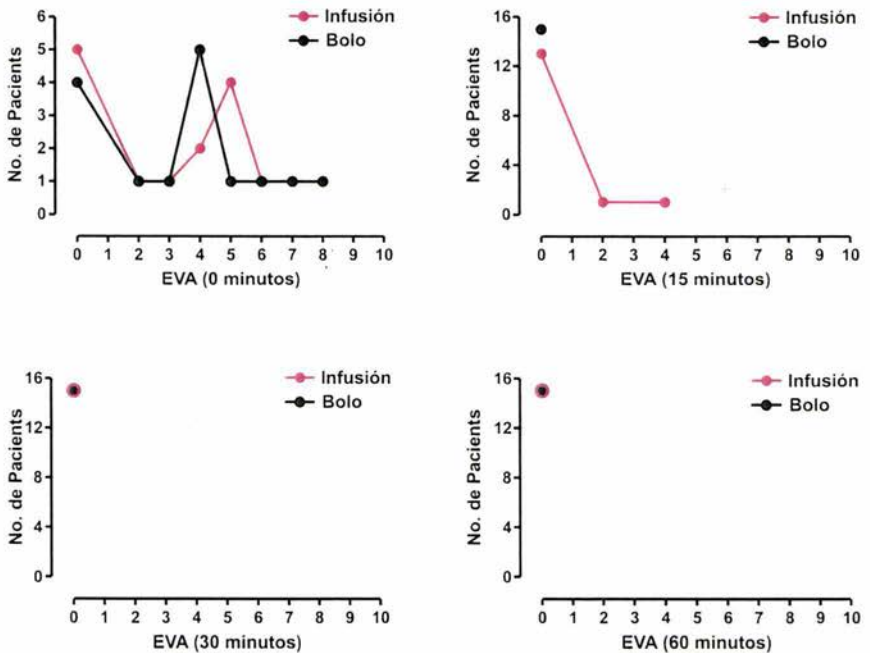 Infusión
Bolo
No. de Pacients
6
5
4
3
2
1
0
0 1 2 3 4 5 6 7 8 9 10
EVA (0 minutos)
Infusión
Bolo
No. de Pacients
16
12
8
4
0
0 1 2 3 4 5 6 7 8 9 10
EVA (15 minutos)
Infusión
Bolo
No. de Pacients
16
12
8
4
0
0 1 2 3 4 5 6 7 8 9 10
EVA (30 minutos)
Infusión
Bolo
No. de Pacients
16
12
8
4
0
0 1 2 3 4 5 6 7 8 9 10
EVA (60 minutos)